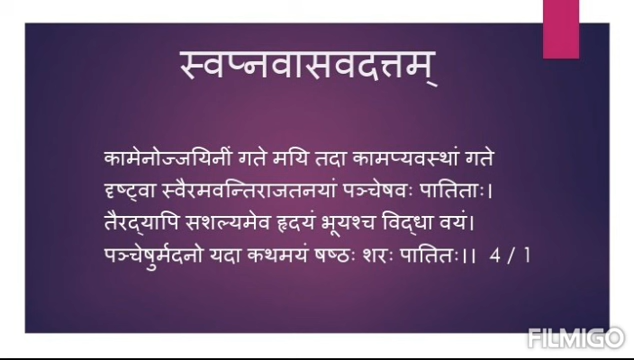 स्वप्नवासवदत्तम्
कामेनोज्जयिनीं गते मयि तदा कामप्यवस्थां गते
दृष्ट्वा स्वैरमवन्तिराजतनयां पञ्चेषवः पातिताः।
तैरद्यापि सशल्यमेव हृदयं भूयश्च विद्धा वयं।
पञ्चेषुर्मदनो यदा कथमयं षष्ठः शरः पातितः।। 4 / 1
FILMIGO